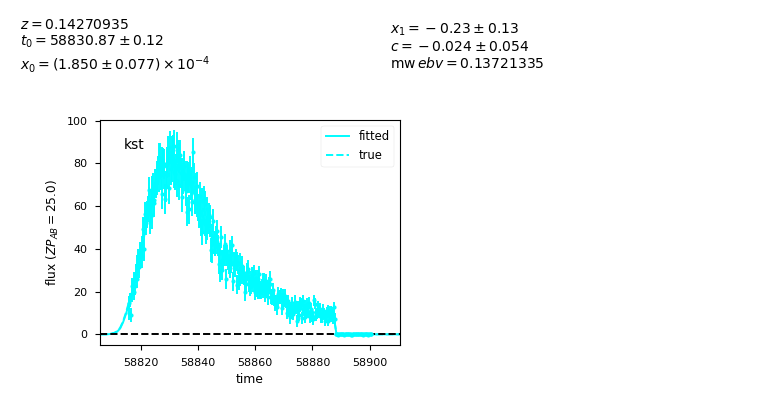 z = 0.14270935
t₀ = 58830.87 ± 0.12
x₀ = (1.850 ± 0.077) × 10⁻⁴
x₁ = −0.23 ± 0.13
c = −0.024 ± 0.054
mw ebv = 0.13721335
kst
fitted
true
100
80
60
40
20
0
flux (ZP_AB = 25.0)
58820 58840 58860 58880 58900
time